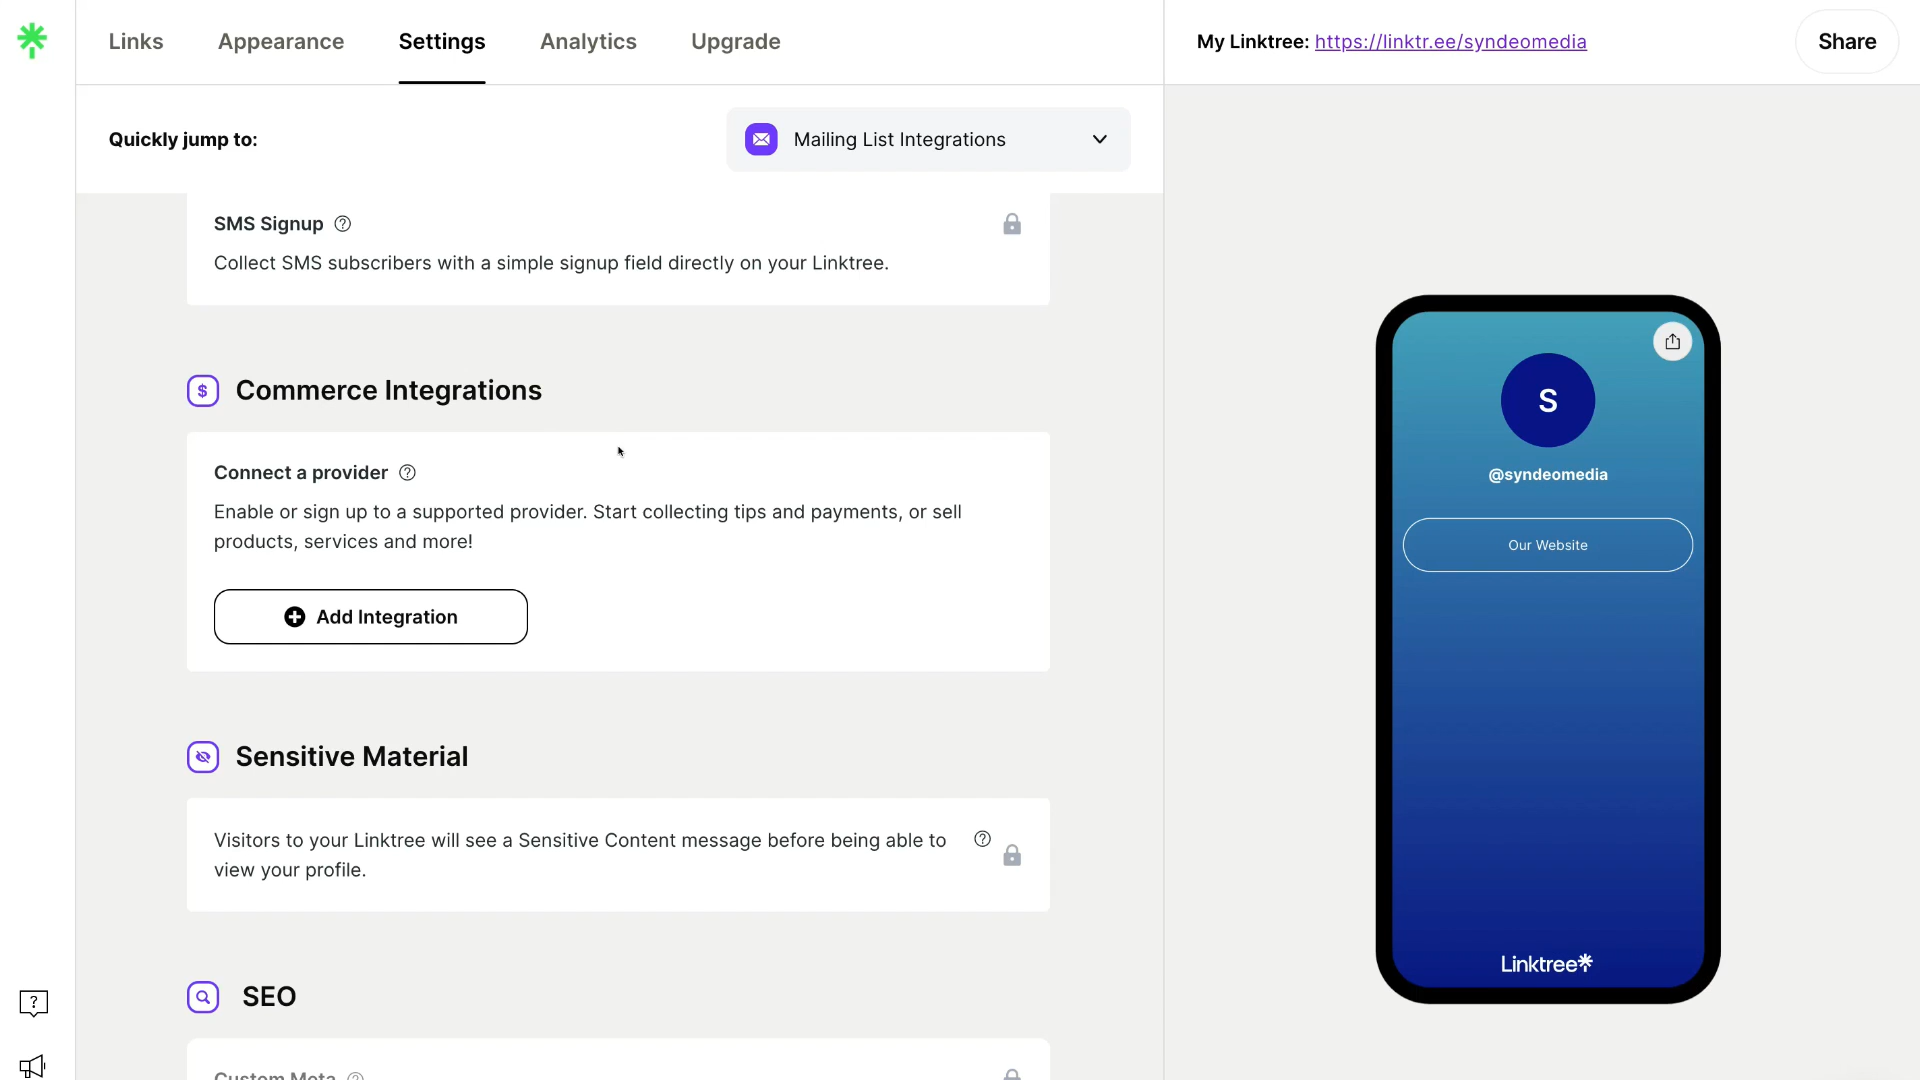 Links
Appearance
Settings
Analytics
Upgrade
My Linktree: https://linktr.ee/syndeomedia
Share
Quickly jump to:
Mailing List Integrations
SMS Signup
Collect SMS subscribers with a simple signup field directly on your Linktree.
$ Commerce Integrations
Connect a provider
Enable or sign up to a supported provider. Start collecting tips and payments, or sell
products, services and more!
Add Integration
Sensitive Material
Visitors to your Linktree will see a Sensitive Content message before being able to
view your profile.
SEO
Custom Meta
S
@syndeomedia
Our Website
Linktree